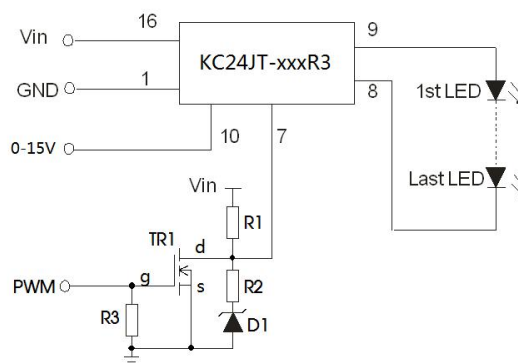 Vin 16 9
KC24JT-xxxR3
GND 1 8 1st LED
0-15V 10 7
Vin Last LED
R1
TR1 d
PWM g s R2
R3 D1